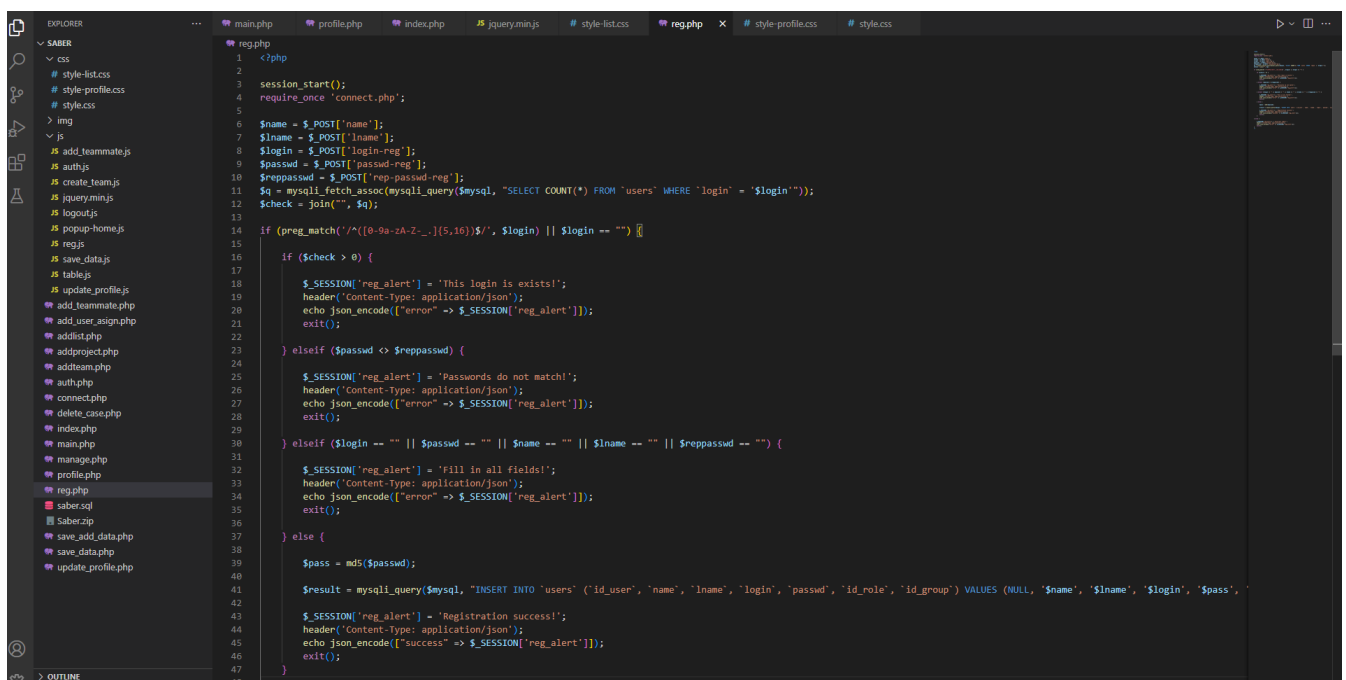 EXPLORER ···
SABER
css
# style-list.css
# style-profile.css
# style.css
img
js
JS add_teammate.js
JS auth.js
JS create_team.js
JS jquery.min.js
JS logout.js
JS popup-home.js
JS reg.js
JS save_data.js
JS table.js
JS update_profile.js
add_teammate.php
add_user_asign.php
addlist.php
addproject.php
addteam.php
auth.php
connect.php
delete_case.php
index.php
main.php
manage.php
profile.php
reg.php
saber.sql
Saber.zip
save_add_data.php
save_data.php
update_profile.php
OUTLINE
main.php profile.php index.php JS jquery.min.js # style-list.css reg.php × # style-profile.css # style.css ···
reg.php
1 <?php
2
3 session_start();
4 require_once 'connect.php';
5
6 $name = $_POST['name'];
7 $lname = $_POST['lname'];
8 $login = $_POST['login-reg'];
9 $passwd = $_POST['passwd-reg'];
10 $reppasswd = $_POST['rep-passwd-reg'];
11 $q = mysqli_fetch_assoc(mysqli_query($mysql, "SELECT COUNT(*) FROM `users` WHERE `login` = '$login'"));
12 $check = join("", $q);
13
14 if (preg_match('/^([0-9a-zA-Z-_.]{5,16})$/', $login) || $login == "") {
15
16 if ($check > 0) {
17
18 $_SESSION['reg_alert'] = 'This login is exists!';
19 header('Content-Type: application/json');
20 echo json_encode(["error" => $_SESSION['reg_alert']]);
21 exit();
22
23 } elseif ($passwd <> $reppasswd) {
24
25 $_SESSION['reg_alert'] = 'Passwords do not match!';
26 header('Content-Type: application/json');
27 echo json_encode(["error" => $_SESSION['reg_alert']]);
28 exit();
29
30 } elseif ($login == "" || $passwd == "" || $name == "" || $lname == "" || $reppasswd == "") {
31
32 $_SESSION['reg_alert'] = 'Fill in all fields!';
33 header('Content-Type: application/json');
34 echo json_encode(["error" => $_SESSION['reg_alert']]);
35 exit();
36
37 } else {
38
39 $pass = md5($passwd);
40
41 $result = mysqli_query($mysql, "INSERT INTO `users` (`id_user`, `name`, `lname`, `login`, `passwd`, `id_role`, `id_group`) VALUES (NULL, '$name', '$lname', '$login', '$pass', '
42
43 $_SESSION['reg_alert'] = 'Registration success!';
44 header('Content-Type: application/json');
45 echo json_encode(["success" => $_SESSION['reg_alert']]);
46 exit();
47 }